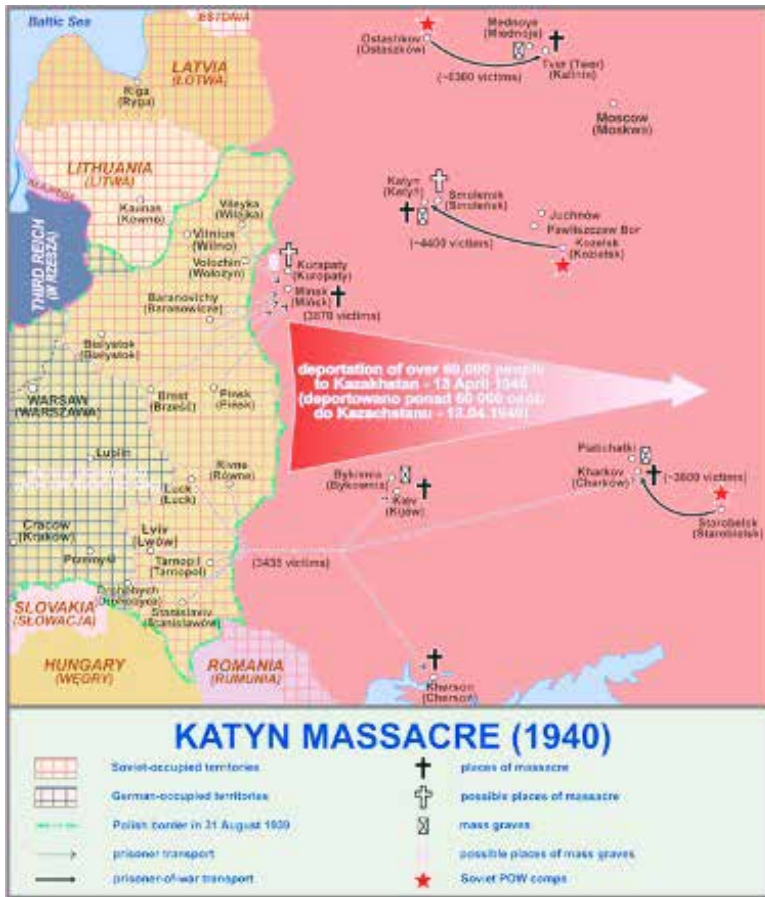 Baltic Sea
ESTONIA
Ostashkov
(Ostaszków)
Mednoye
(Miednoje)
Tver (Twer)
(Kalinin)
(~6300 victims)
LATVIA
(ŁOTWA)
Riga
(Ryga)
Moscow
(Moskwa)
LITHUANIA
(LITWA)
Kaunas
(Kowno)
Katyn
(Katyń)
Smolensk
(Smoleńsk)
Juchnów
Pawliszczew Bor
Kozelsk
(Kozielsk)
(~4400 victims)
THIRD REICH
(III RZESZA)
Vileyka
(Wilejka)
Vilnius
(Wilno)
Volozhin
(Wołożyn)
Kurapaty
(Kuropaty)
Minsk
(Mińsk)
(3870 victims)
Baranovichy
(Baranowicze)
Białystok
(Białystok)
deportation of over 60,000 people
to Kazakhstan - 13 April 1940
(deportowano ponad 60 000 osób
do Kazachstanu - 13.04.1940)
WARSAW
(WARSZAWA)
Brest
(Brześć)
Pinsk
(Pińsk)
Lublin
Rivne
(Równe)
Luck
(Łuck)
Bykivnia
(Bykownia)
Kiev
(Kijów)
Piatichatki
Kharkov
(Charków)
(~3800 victims)
Starobelsk
(Starobielsk)
Cracow
(Kraków)
Przemyśl
Lviv
(Lwów)
Tarnopil
(Tarnopol)
(3435 victims)
Drohobych
(Drohobycz)
Stanislaviv
(Stanisławów)
SLOVAKIA
(SŁOWACJA)
HUNGARY
(WĘGRY)
ROMANIA
(RUMUNIA)
Kherson
(Chersoń)
KATYN MASSACRE (1940)
Soviet-occupied territories
German-occupied territories
Polish border in 31 August 1939
prisoner transport
prisoner-of-war transport
places of massacre
possible places of massacre
mass graves
possible places of mass graves
Soviet POW comps